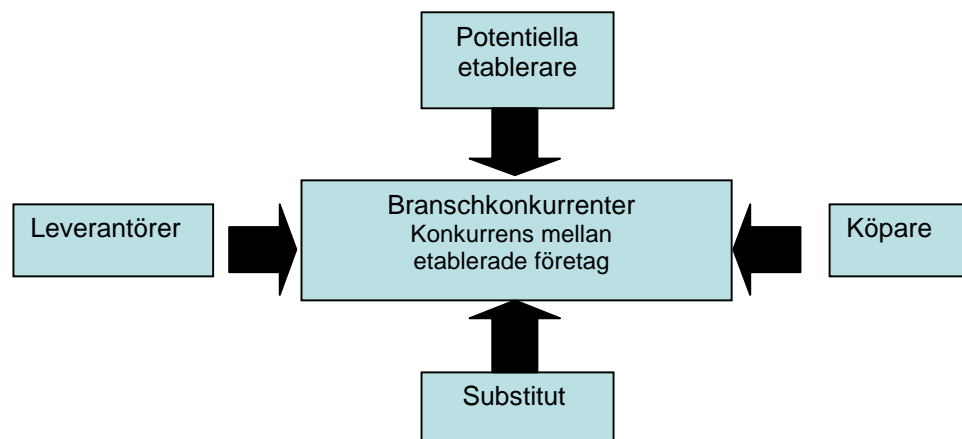 Potentiella
etablerare
Leverantörer
Branschkonkurrenter
Konkurrens mellan
etablerade företag
Köpare
Substitut